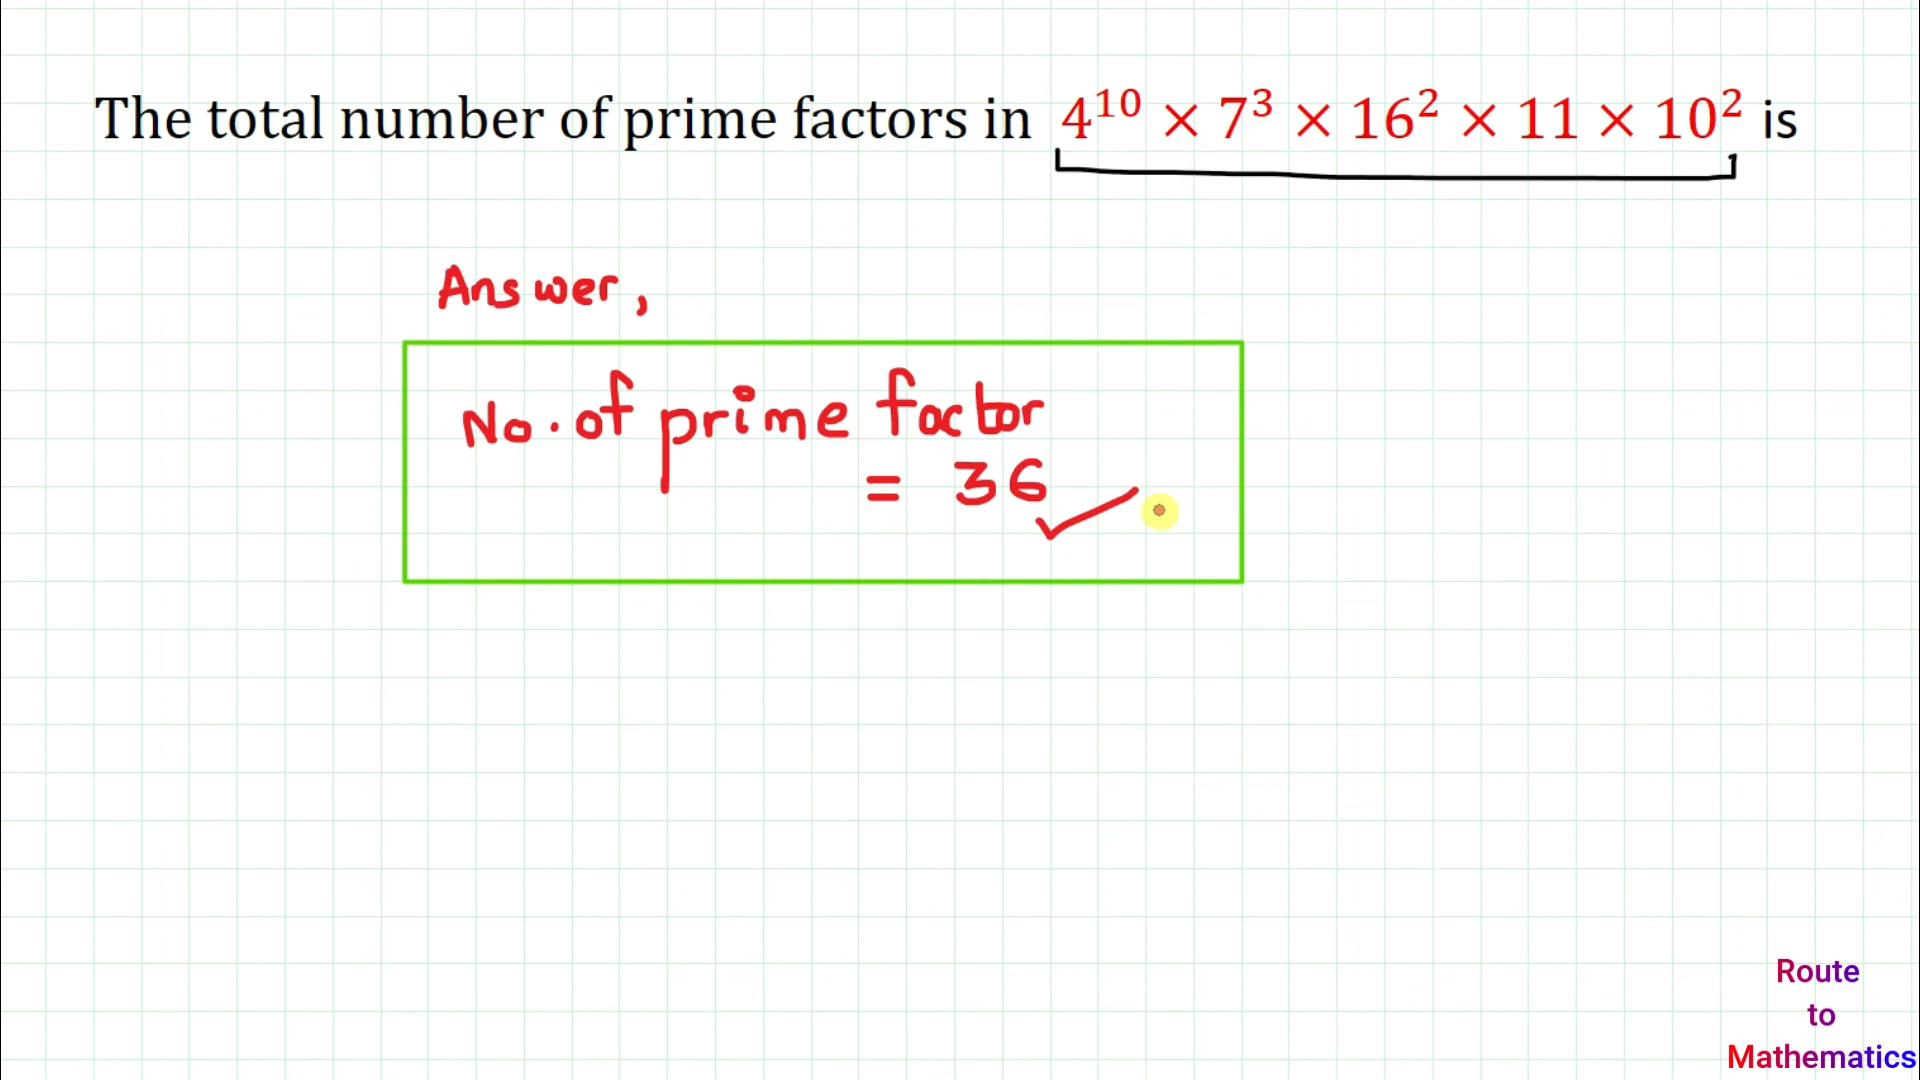 The total number of prime factors in 4¹⁰ × 7³ × 16² × 11 × 10² is
Answer,
No. of prime factor
= 36
Route
to
Mathematics